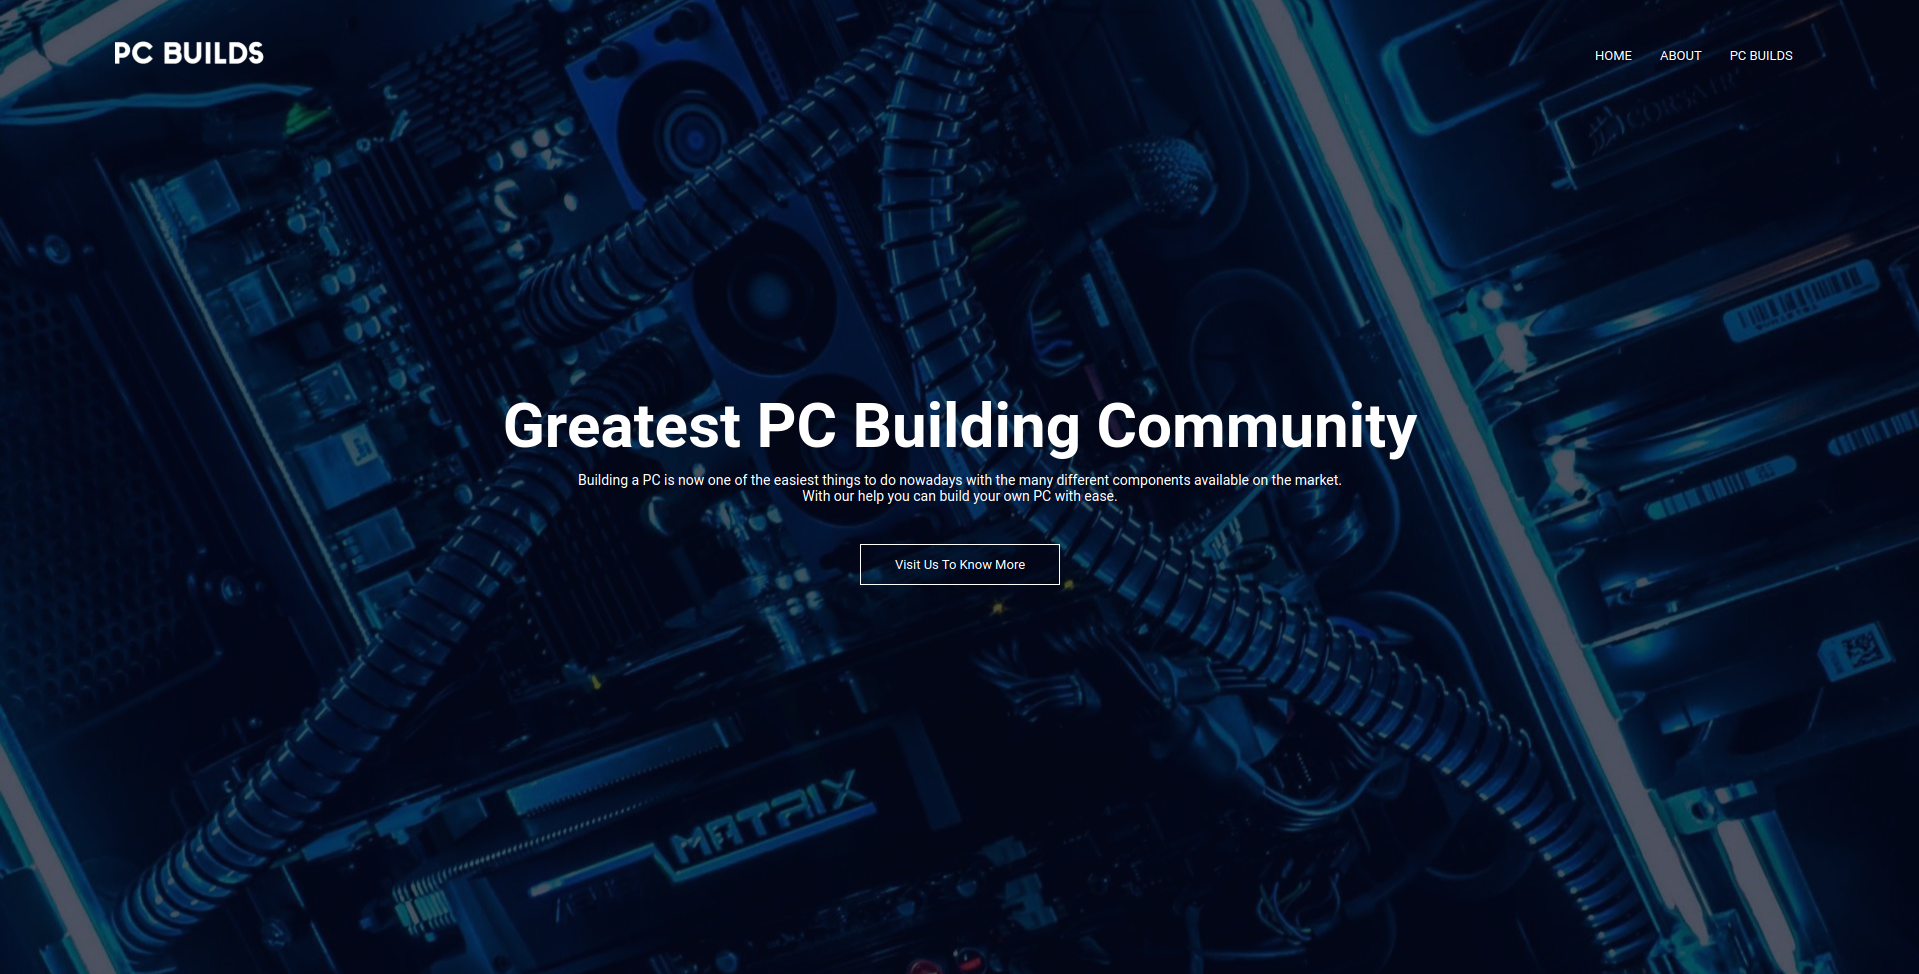 PC BUILDS
HOME
ABOUT
PC BUILDS
CORSAIR
Greatest PC Building Community
Building a PC is now one of the easiest things to do nowadays with the many different components available on the market.
With our help you can build your own PC with ease.
Visit Us To Know More
MATRIX